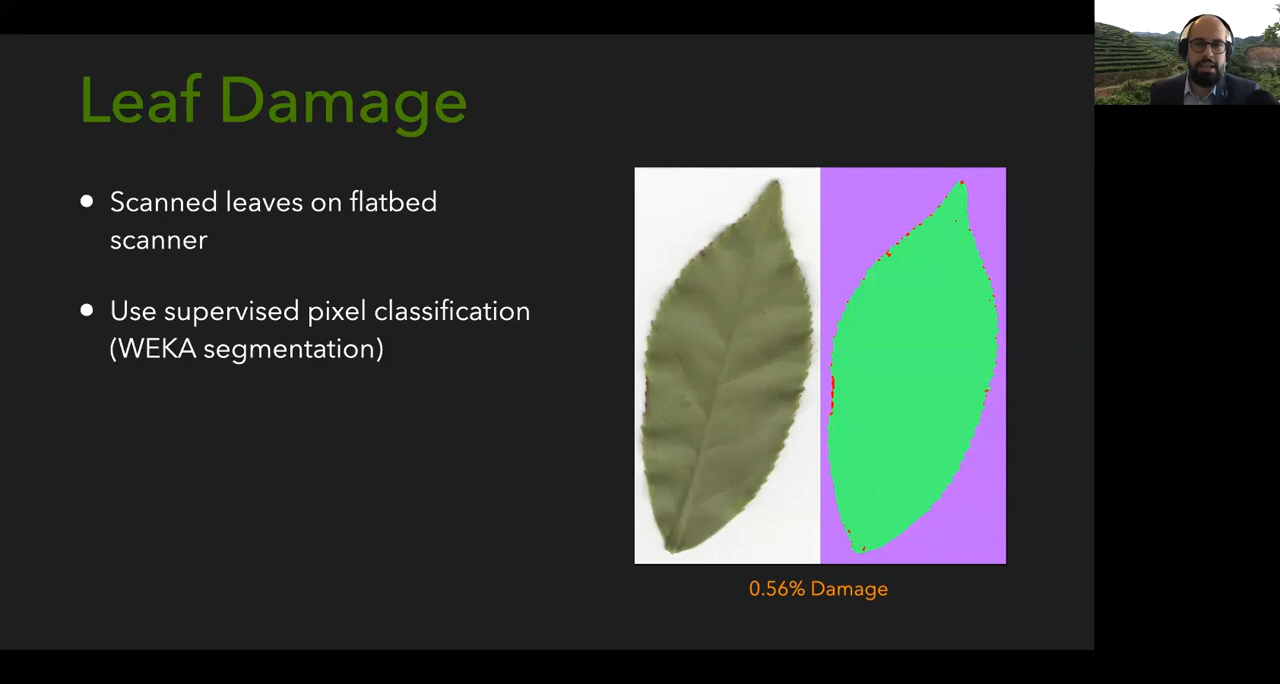 Leaf Damage
Scanned leaves on flatbed
scanner
Use supervised pixel classification
(WEKA segmentation)
0.56% Damage